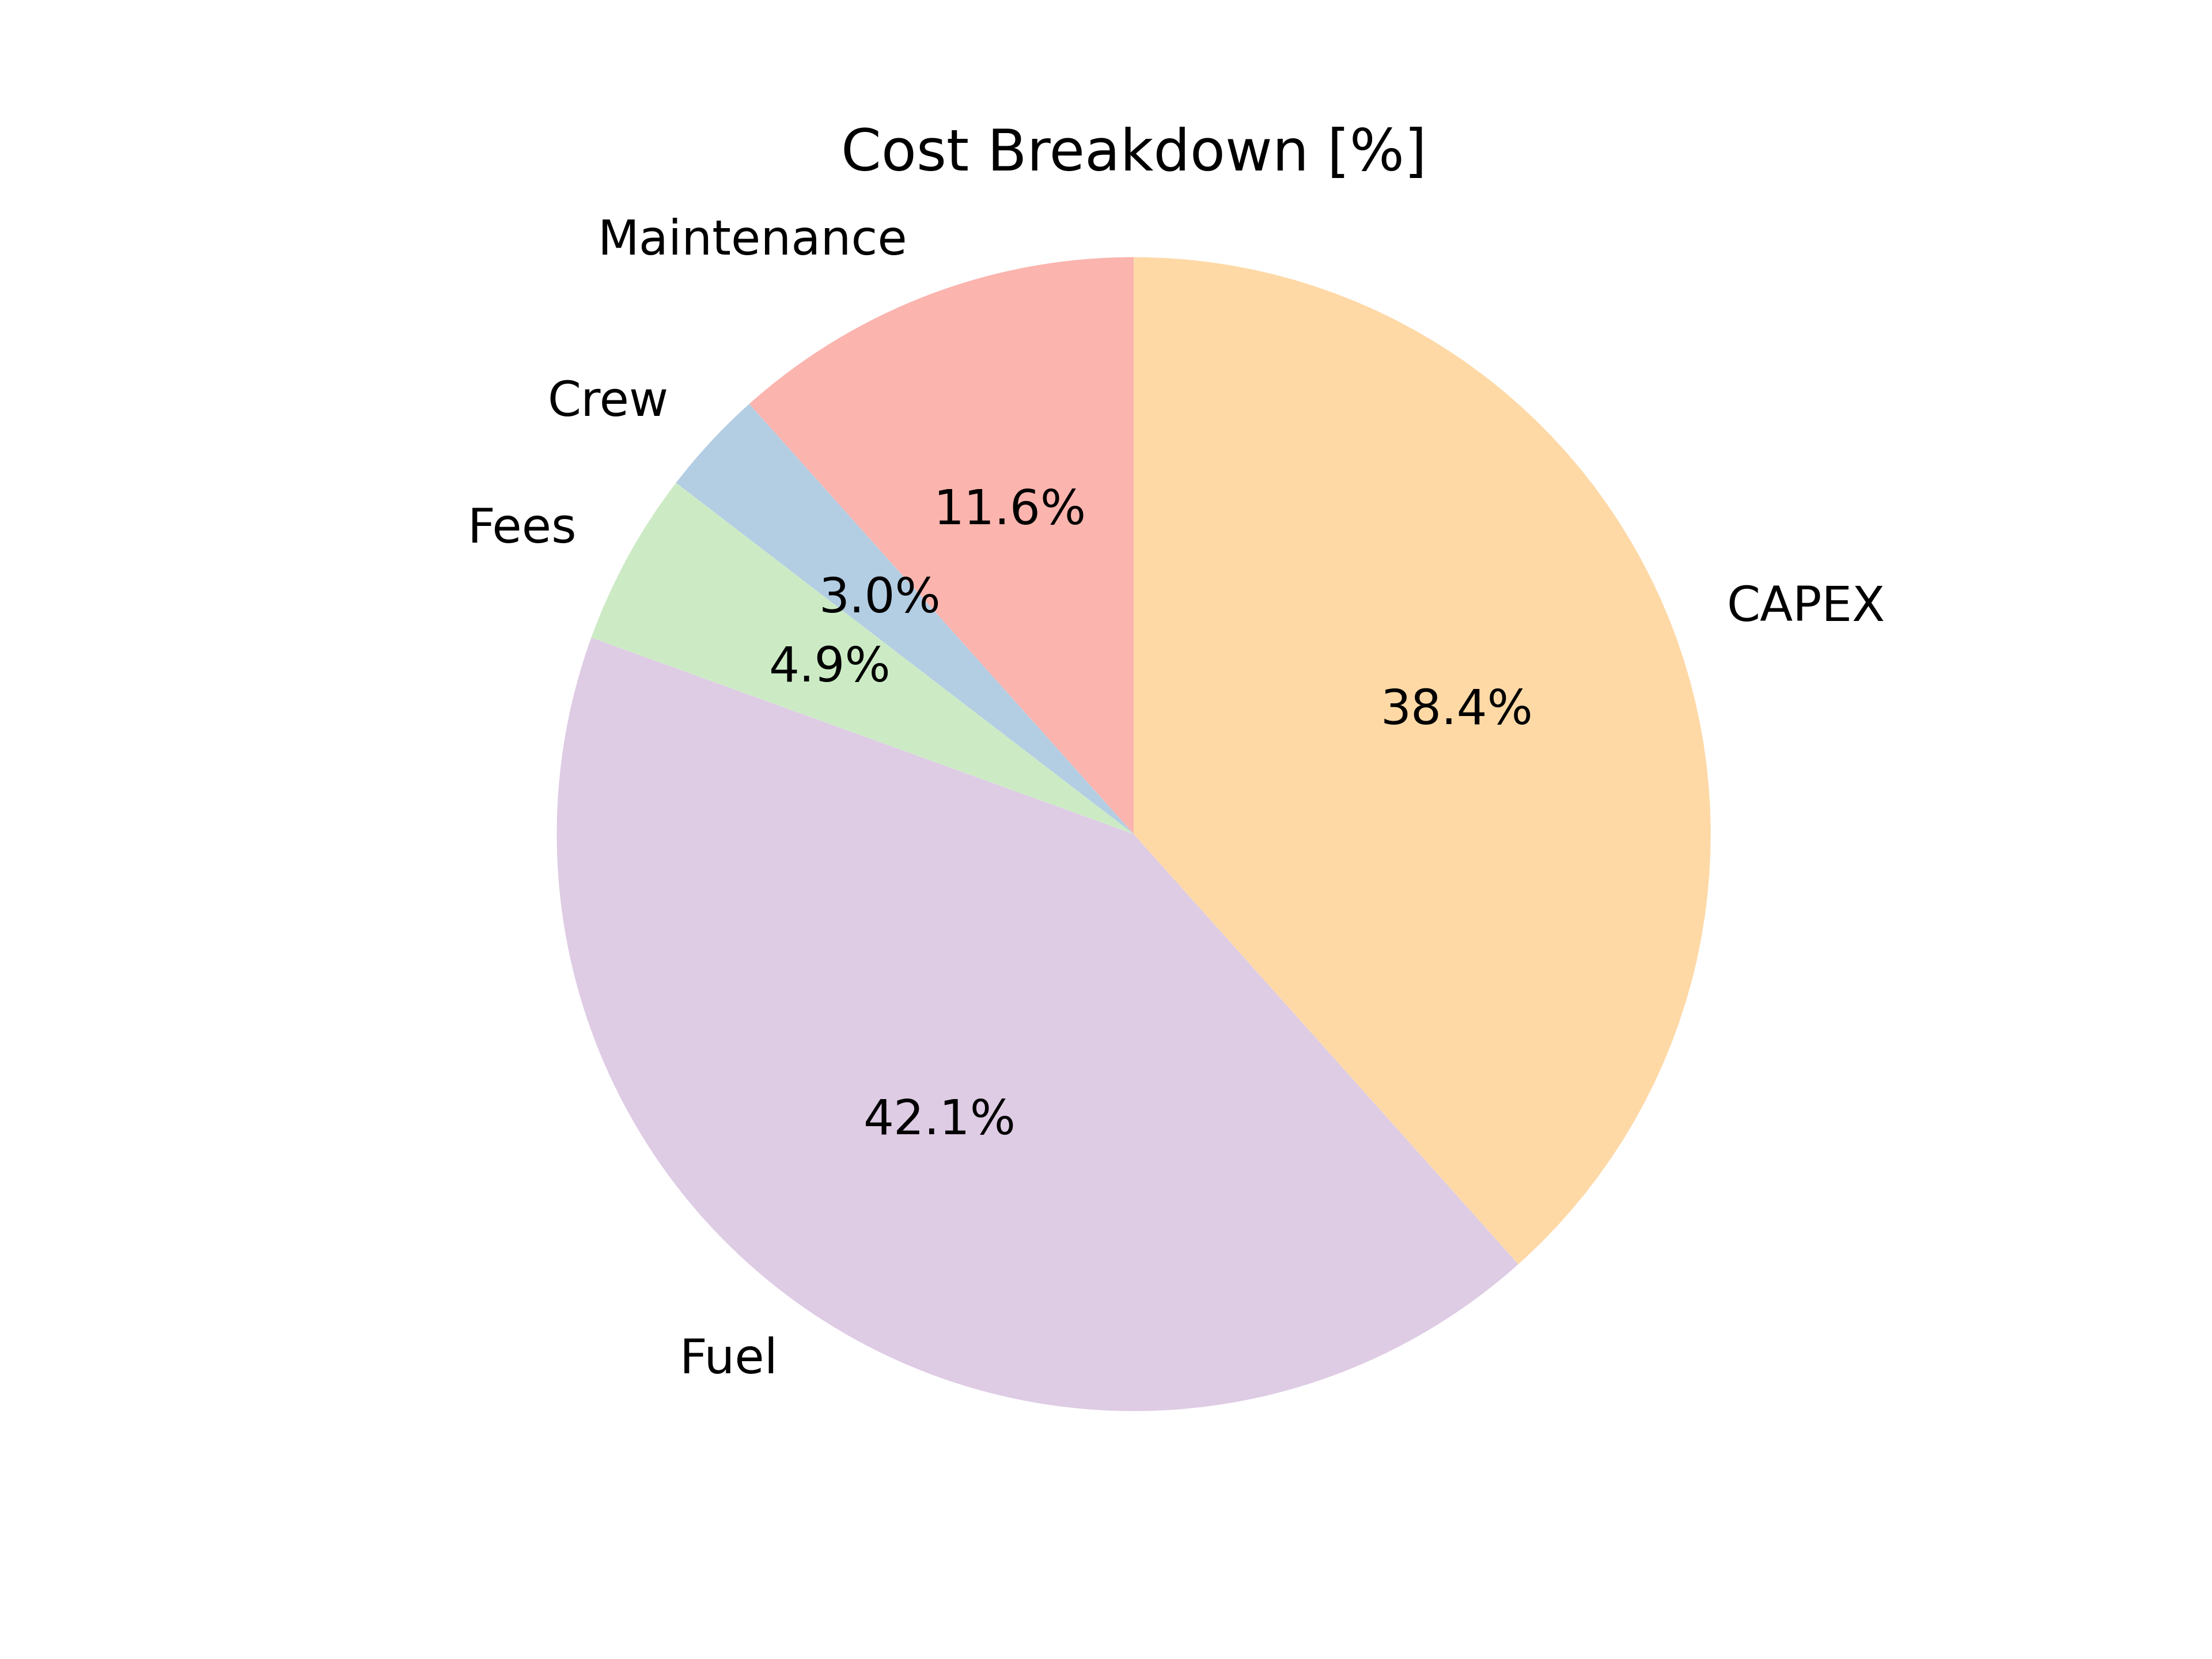 Cost Breakdown [%]
Maintenance
11.6%
Crew
3.0%
Fees
4.9%
CAPEX
38.4%
Fuel
42.1%